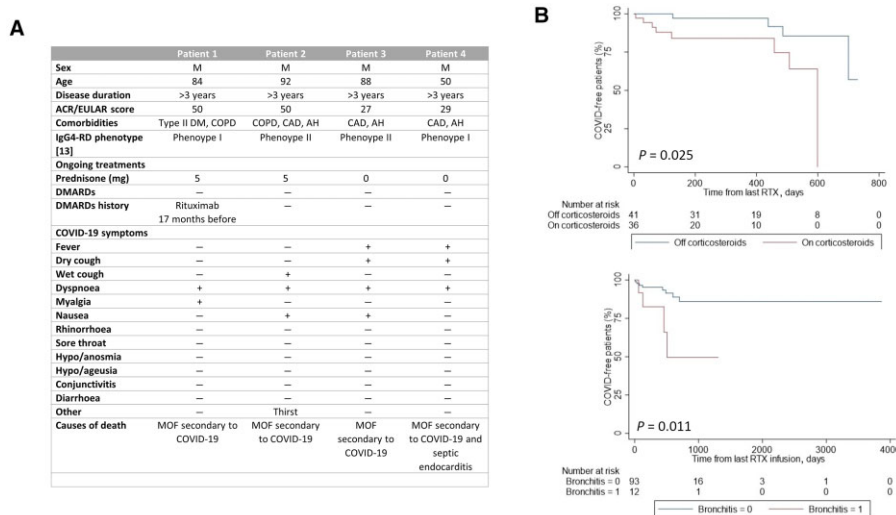 A
Patient 1 Patient 2 Patient 3 Patient 4
Sex M M M M
Age 84 92 88 50
Disease duration >3 years >3 years >3 years >3 years
ACR/EULAR score 50 50 27 29
Comorbidities Type II DM, COPD COPD, CAD, AH CAD, AH CAD, AH
IgG4-RD phenotype Phenoype I Phenoype II Phenoype II Phenoype I
[13]
Ongoing treatments
Prednisone (mg) 5 5 0 0
DMARDs — — — —
DMARDs history Rituximab — — —
17 months before
COVID-19 symptoms
Fever — — + +
Dry cough — — + +
Wet cough — + — —
Dyspnoea + + + +
Myalgia + — — —
Nausea — + + —
Rhinorrhoea — — — —
Sore throat — — — —
Hypo/anosmia — — — —
Hypo/ageusia — — — —
Conjunctivitis — — — —
Diarrhoea — — — —
Other — Thirst — —
Causes of death MOF secondary to MOF secondary MOF MOF secondary
COVID-19 to COVID-19 secondary to to COVID-19 and
COVID-19 septic
endocarditis
B
COVID-free patients (%)
100
75
50
25
0
P = 0.025
0 200 400 600 800
Time from last RTX, days
Number at risk
Off corticosteroids 41 31 19 8 0
On corticosteroids 36 20 10 0 0
Off corticosteroids On corticosteroids
COVID-free patients (%)
100
75
50
25
0
P = 0.011
0 1000 2000 3000 4000
Time from last RTX infusion, days
Number at risk
Bronchitis = 0 93 16 3 1 0
Bronchitis = 1 12 1 0 0 0
Bronchitis = 0 Bronchitis = 1